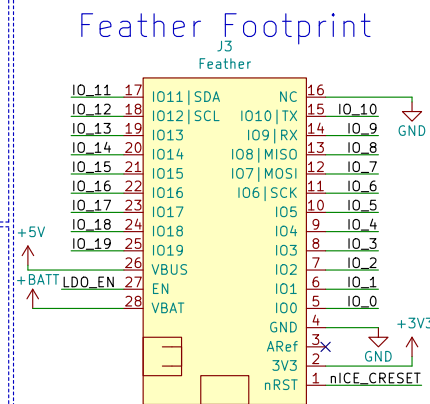 Feather Footprint
J3
Feather
IO_11 17 IO11|SDA NC 16
IO_12 18 IO12|SCL IO10|TX 15 IO_10
IO_13 19 IO13 IO9|RX 14 IO_9 GND
IO_14 20 IO14 IO8|MISO 13 IO_8
IO_15 21 IO15 IO7|MOSI 12 IO_7
IO_16 22 IO16 IO6|SCK 11 IO_6
IO_17 23 IO17 IO5 10 IO_5
IO_18 24 IO18 IO4 9 IO_4
+5V IO_19 25 IO19 IO3 8 IO_3
26 VBUS IO2 7 IO_2
+BATT LDO_EN 27 EN IO1 6 IO_1
28 VBAT IO0 5 IO_0
GND 4 +3V3
ARef 3 GND
3V3 2
nRST 1 nICE_CRESET